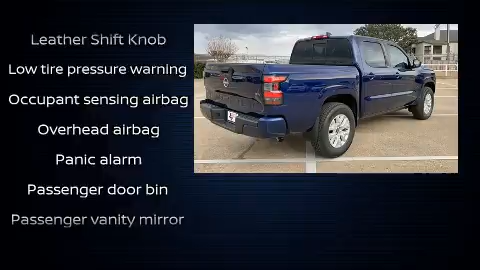 Leather Shift Knob
Low tire pressure warning
Occupant sensing airbag
Overhead airbag
Panic alarm
Passenger door bin
Passenger vanity mirror